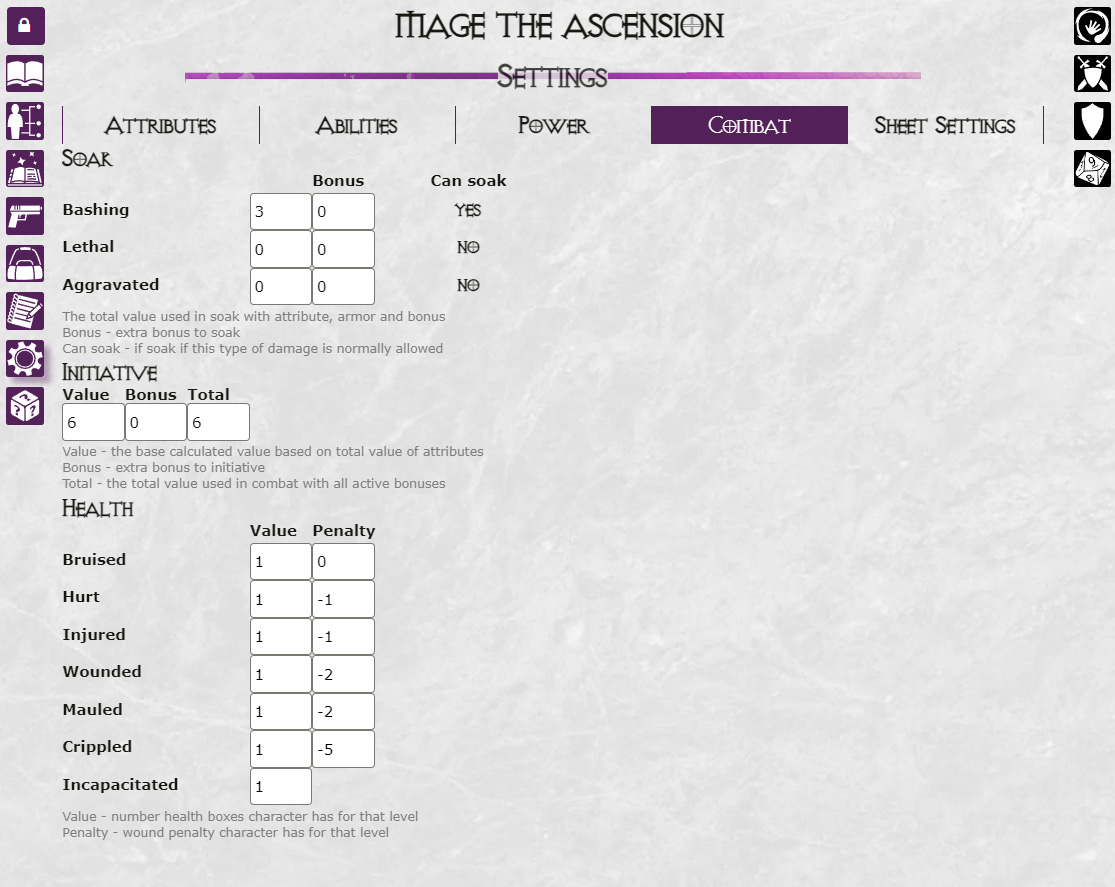 Mage The Ascension
Settings
Attributes Abilities Power Combat Sheet Settings
Soak
Bonus Can soak
Bashing 3 0 YES
Lethal 0 0 NO
Aggravated 0 0 NO
The total value used in soak with attribute, armor and bonus
Bonus - extra bonus to soak
Can soak - if soak if this type of damage is normally allowed
Initiative
Value Bonus Total
6 0 6
Value - the base calculated value based on total value of attributes
Bonus - extra bonus to initiative
Total - the total value used in combat with all active bonuses
Health
Value Penalty
Bruised 1 0
Hurt 1 -1
Injured 1 -1
Wounded 1 -2
Mauled 1 -2
Crippled 1 -5
Incapacitated 1
Value - number health boxes character has for that level
Penalty - wound penalty character has for that level